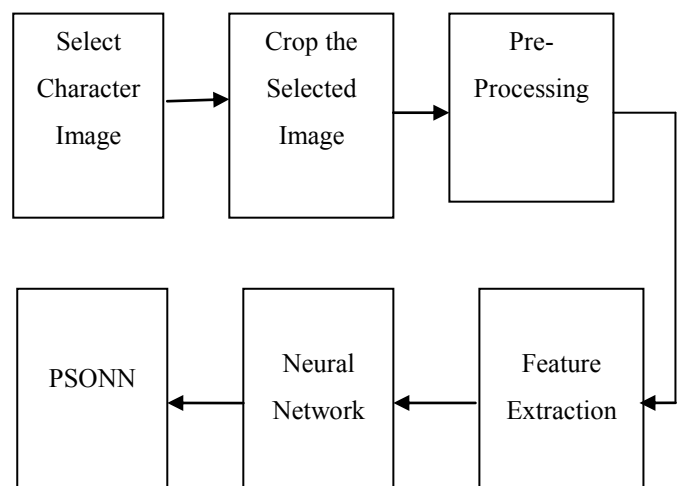 Select
Character
Image
Crop the
Selected
Image
Pre-
Processing
PSONN
Neural
Network
Feature
Extraction